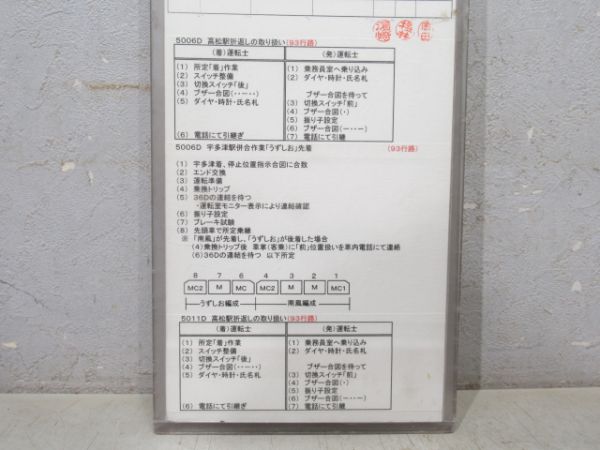 5006D 高松駅折返しの取り扱い(93行路)
(着)運転士
(発)運転士
(1) 所定「着」作業
(2) スイッチ整備
(3) 切換スイッチ「後」
(4) ブザー合図(・・―・・)
(5) ダイヤ・時計・氏名札
(6) 電話にて引継ぎ
(1) 乗務員室へ乗り込み
(2) ダイヤ・時計・氏名札
ブザー合図を待って
(3) 切換スイッチ「前」
(4) ブザー合図(・)
(5) 振り子設定
(6) ブザー合図(―・・―)
(7) 電話にて引継
5006D 宇多津駅併合作業「うずしお」先着 (93行路)
(1) 宇多津着、停止位置指示合図に合致
(2) エンド交換
(3) 運転準備
(4) 乗換トリップ
(5) 36Dの連結を待つ
・運転室モニター表示により連結確認
(6) 振り子設定
(7) ブレーキ試験
(8) 先頭車で所定乗継
※ 「南風」が先着し、「うずしお」が後着した場合
(4)乗換トリップ後 車掌(客乗)に「前」位置扱いを車内電話にて連絡
(6)36Dの連結を待つ 以下所定
8 7 6 4 3 2 1
MC2 M MC MC2 M M MC1
うずしお編成 南風編成
5011D 高松駅折返しの取り扱い(93行路)
(着)運転士
(発)運転士
(1) 所定「着」作業
(2) スイッチ整備
(3) 切換スイッチ「後」
(4) ブザー合図(・・―・・)
(5) ダイヤ・時計・氏名札
(6) 電話にて引継ぎ
(1) 乗務員室へ乗り込み
(2) ダイヤ・時計・氏名札
ブザー合図を待って
(3) 切換スイッチ「前」
(4) ブザー合図(・)
(5) 振り子設定
(6) ブザー合図(―・・―)
(7) 電話にて引継